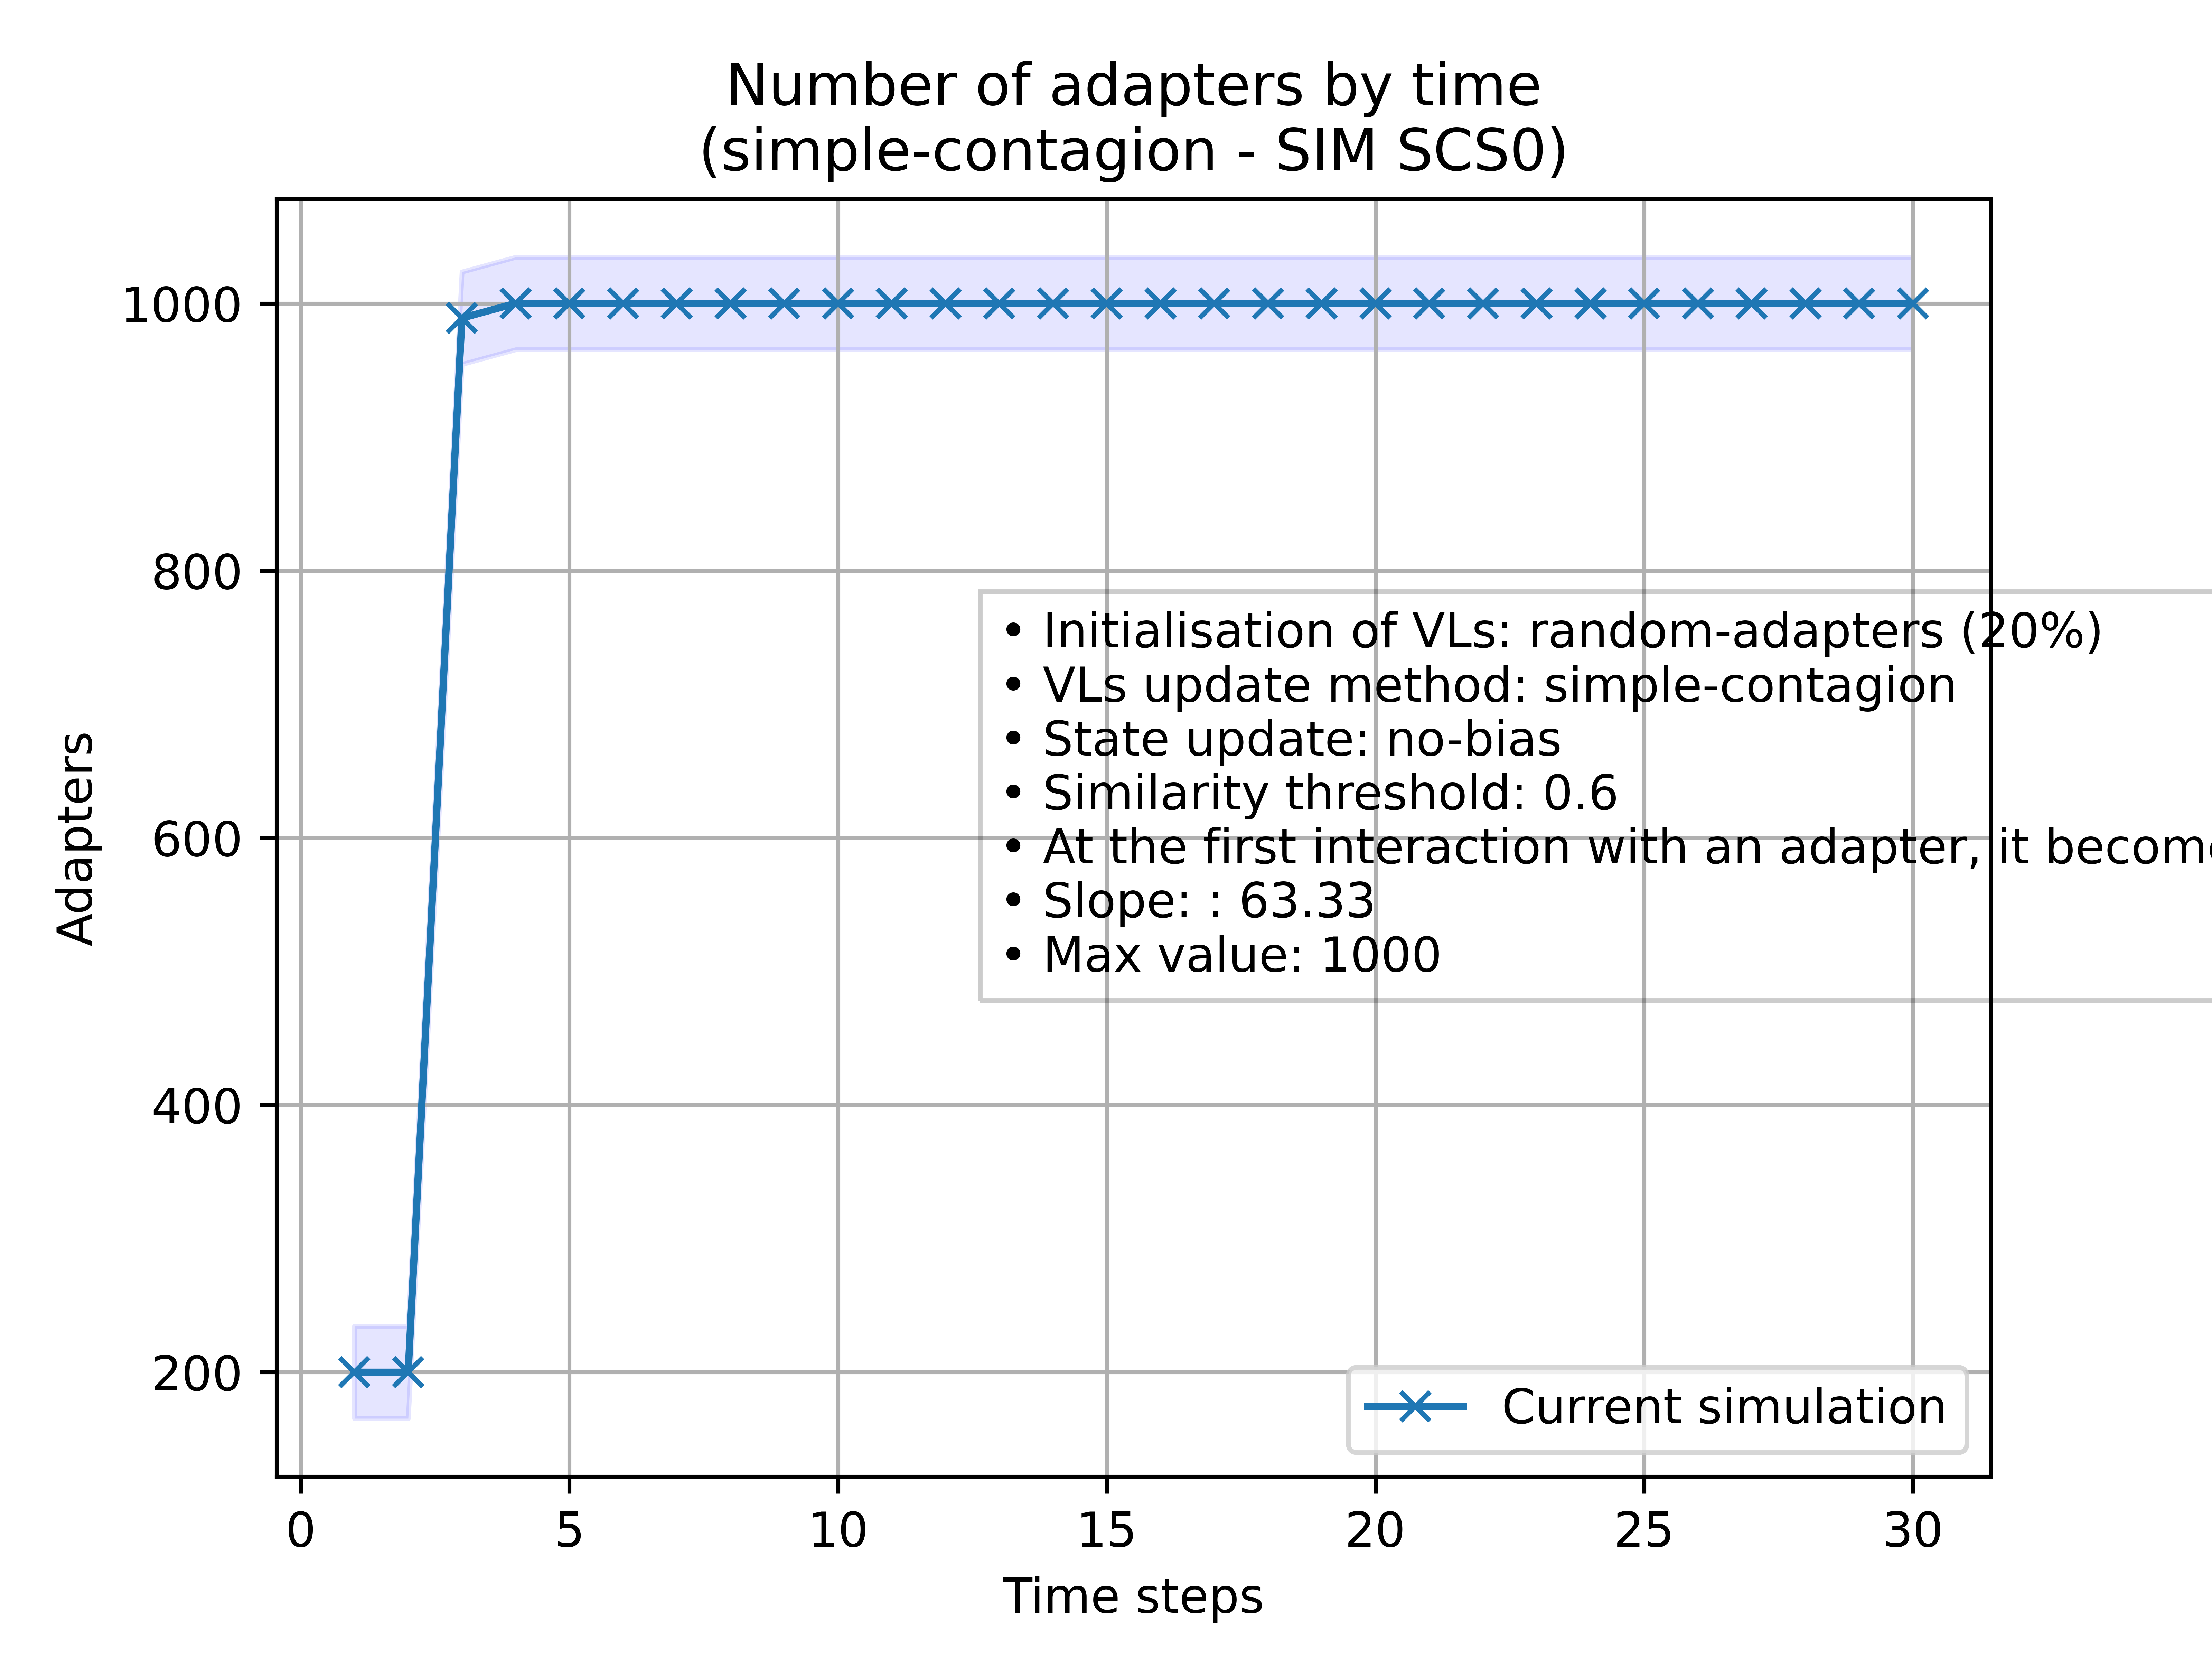 Number of adapters by time
(simple-contagion - SIM SCS0)
1000
800
600
400
200
Adapters
• Initialisation of VLs: random-adapters (20%)
• VLs update method: simple-contagion
• State update: no-bias
• Similarity threshold: 0.6
• At the first interaction with an adapter, it
• Slope: : 63.33
• Max value: 1000
Current simulation
0 5 10 15 20 25 30
Time steps